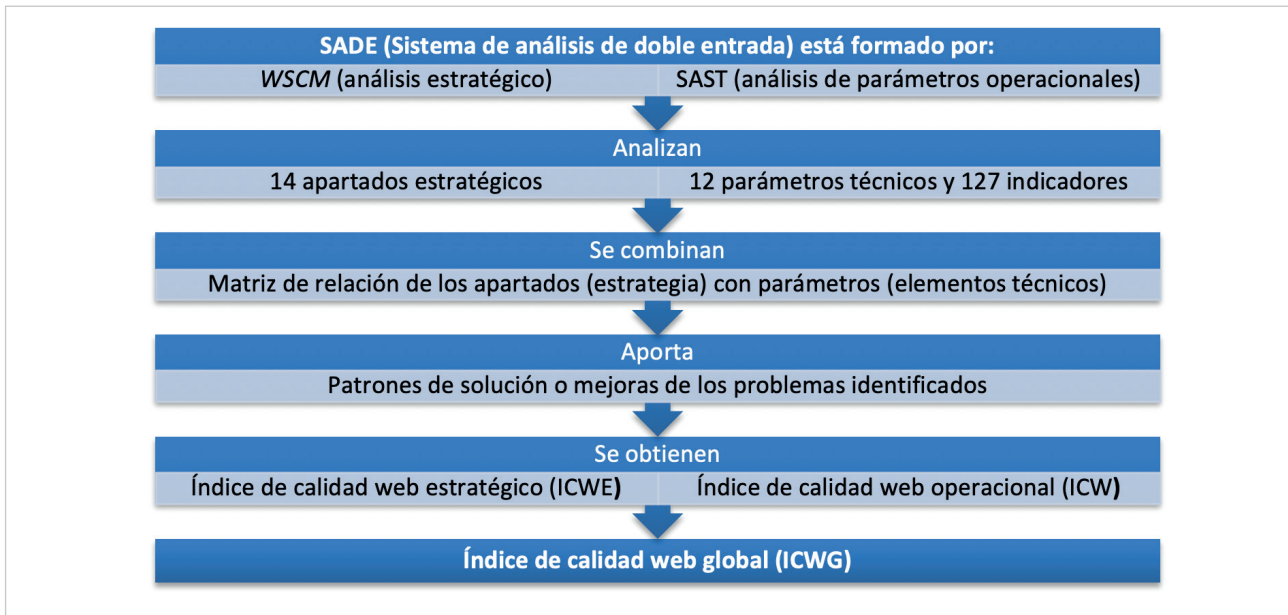 SADE (Sistema de análisis de doble entrada) está formado por:
WSCM (análisis estratégico)
SAST (análisis de parámetros operacionales)
Analizan
14 apartados estratégicos
12 parámetros técnicos y 127 indicadores
Se combinan
Matriz de relación de los apartados (estrategia) con parámetros (elementos técnicos)
Aporta
Patrones de solución o mejoras de los problemas identificados
Se obtienen
Índice de calidad web estratégico (ICWE)
Índice de calidad web operacional (ICW)
Índice de calidad web global (ICWG)